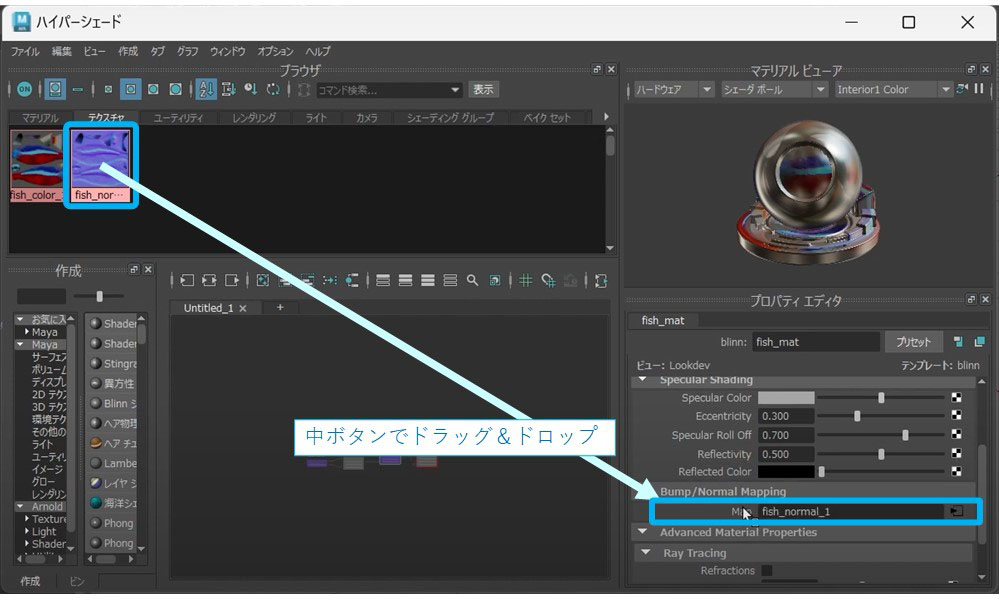 ハイパーシェード
ファイル 編集 ビュー 作成 タブ グラフ ウィンドウ オプション ヘルプ
ブラウザ
ON
コマンド検索... 表示
マテリアル テクスチャ ユーティリティ レンダリング ライト カメラ シェーディング グループ ベイク セット
fish_color_ fish_nor…
マテリアル ビューア
ハードウェア シェーダ ボール Interior1 Color
作成
お気に入
Maya
Maya
サーフェス
ボリューム
ディスプレ
2D テクス
3D テクス
環境テク
その他の
ライト
ユーティリ
イメージ
グロー
レンダリン
Arnold
Texture
Light
Shader
Shader
Shader
Stingra
異方性
Blinn シ
ヘア物理
ヘア チュ
Lambe
レイヤ シ
海洋シェ
Phong
Phong
作成 ビン
Untitled_1 × +
中ボタンでドラッグ＆ドロップ
プロパティ エディタ
fish_mat
blinn: fish_mat プリセット
ビュー: Lookdev テンプレート: blinn
Specular Shading
Specular Color
Eccentricity 0.300
Specular Roll Off 0.700
Reflectivity 0.500
Reflected Color
Bump/Normal Mapping
Map fish_normal_1
Advanced Material Properties
Ray Tracing
Refractions